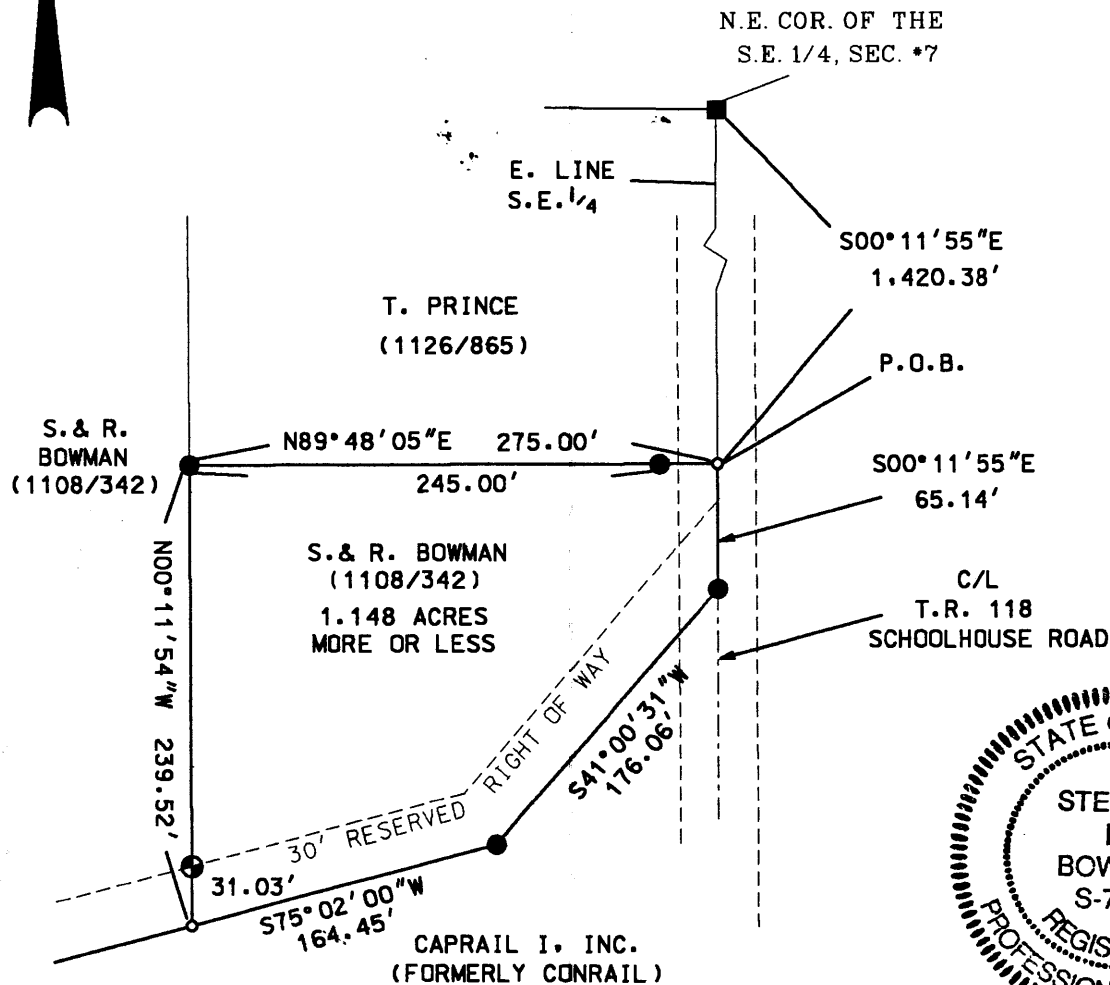 N.E. COR. OF THE
S.E. 1/4, SEC. #7
E. LINE
S.E. 1/4
S00°11'55"E
1,420.38'
T. PRINCE
(1126/865)
P.O.B.
S.& R.
BOWMAN
(1108/342)
N89°48'05"E 275.00'
245.00'
S00°11'55"E
65.14'
S.& R. BOWMAN
(1108/342)
1.148 ACRES
MORE OR LESS
C/L
T.R. 118
SCHOOLHOUSE ROAD
N00°11'54"W 239.52'
30' RESERVED RIGHT OF WAY
S41°00'31"W
176.06'
31.03'
S75°02'00"W
164.45'
CAPRAIL I, INC.
(FORMERLY CONRAIL)
STATE
STE
BOW
S-7
REGIS
PROFESSION